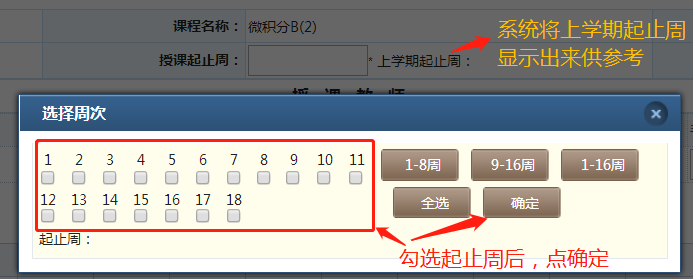 课程名称： 微积分B(2)
系统将上学期起止周
授课起止周： * 上学期起止周：
显示出来供参考
授 课 教 师
选择周次
1 2 3 4 5 6 7 8 9 10 11
1-8周 9-16周 1-16周
12 13 14 15 16 17 18
全选 确定
起止周：
勾选起止周后，点确定